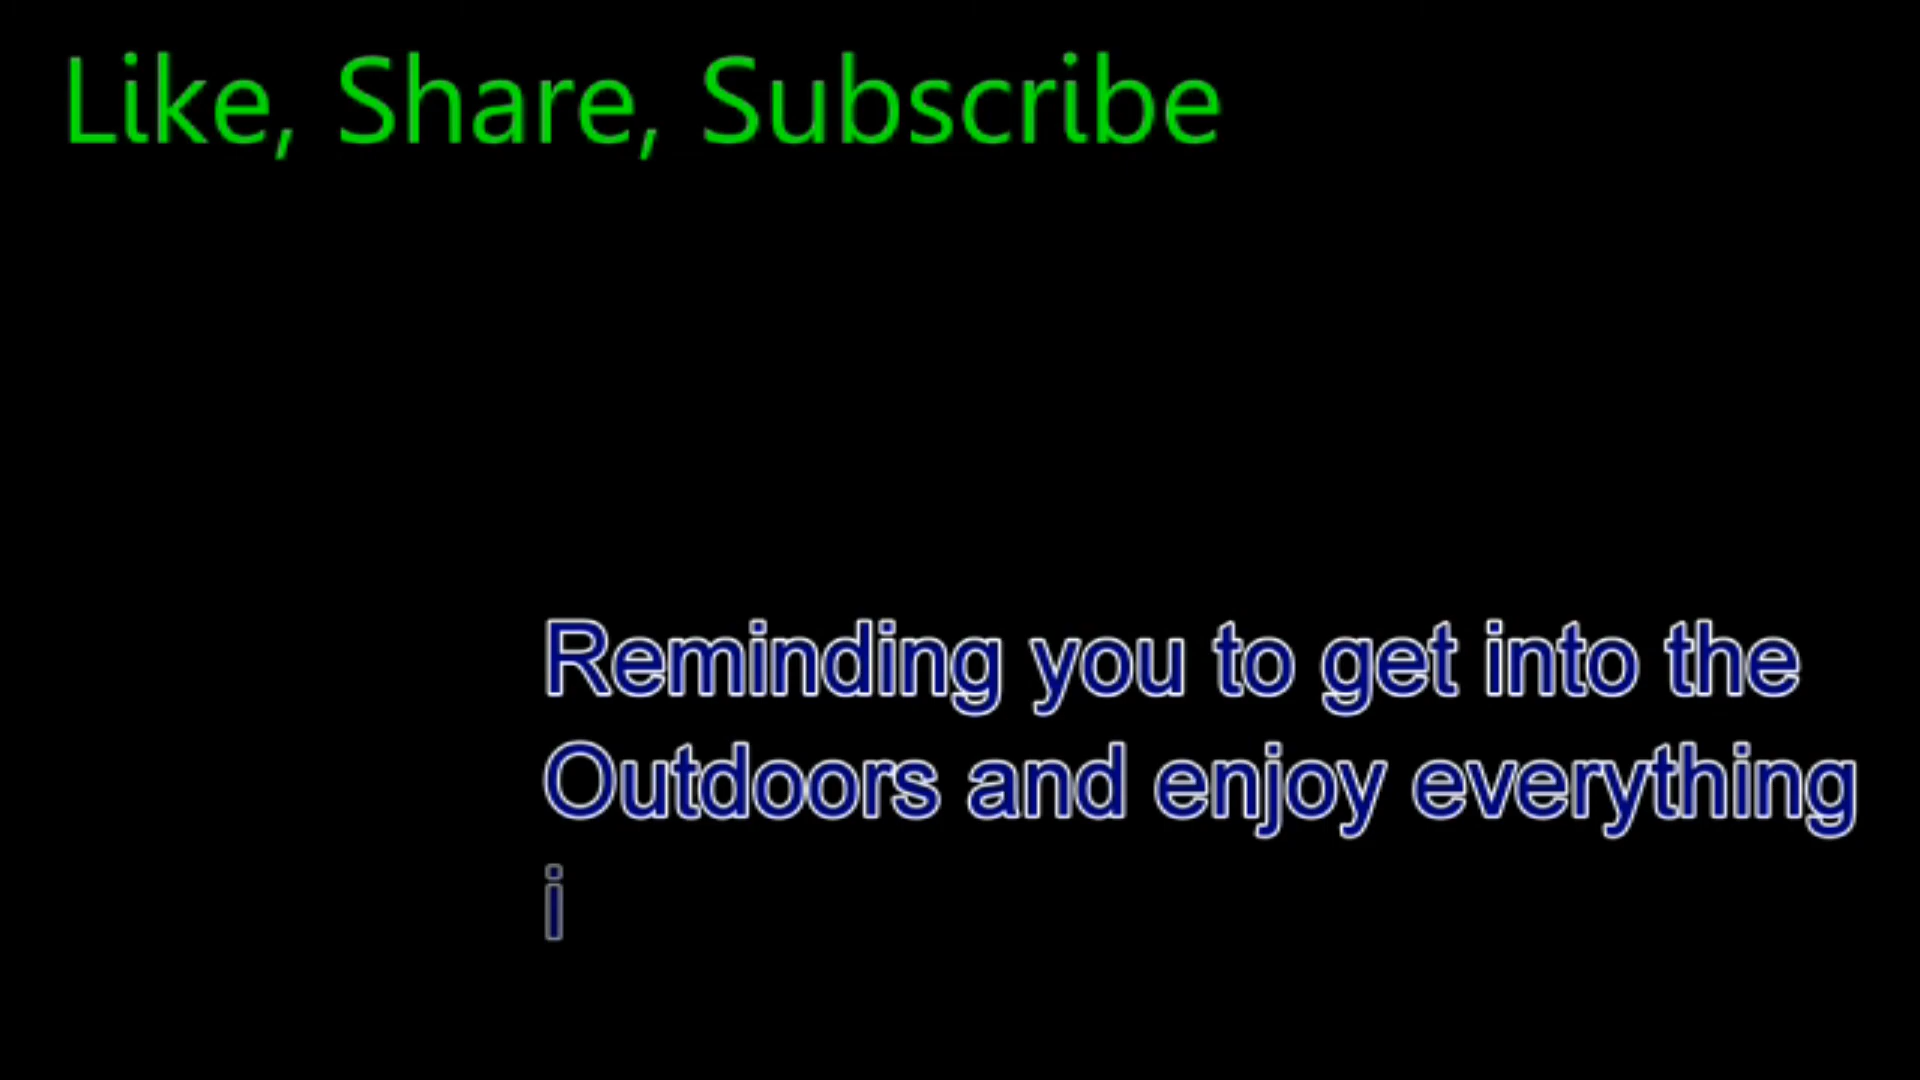 Like, Share, Subscribe
Reminding you to get into the
Outdoors and enjoy everything
i